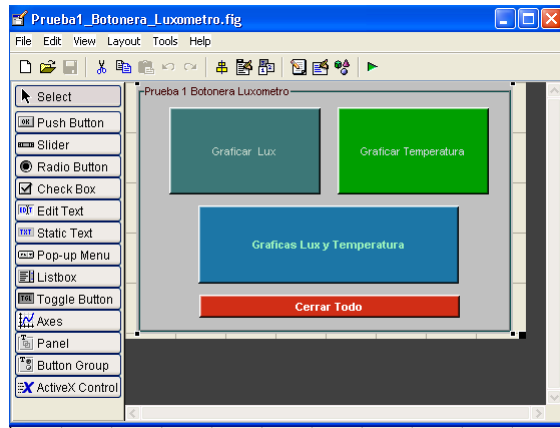 Prueba1_Botonera_Luxometro.fig
File Edit View Layout Tools Help
Select
Push Button
Slider
Radio Button
Check Box
Edit Text
Static Text
Pop-up Menu
Listbox
Toggle Button
Axes
Panel
Button Group
ActiveX Control
Prueba 1 Botonera Luxometro
Graficar Lux
Graficar Temperatura
Graficas Lux y Temperatura
Cerrar Todo